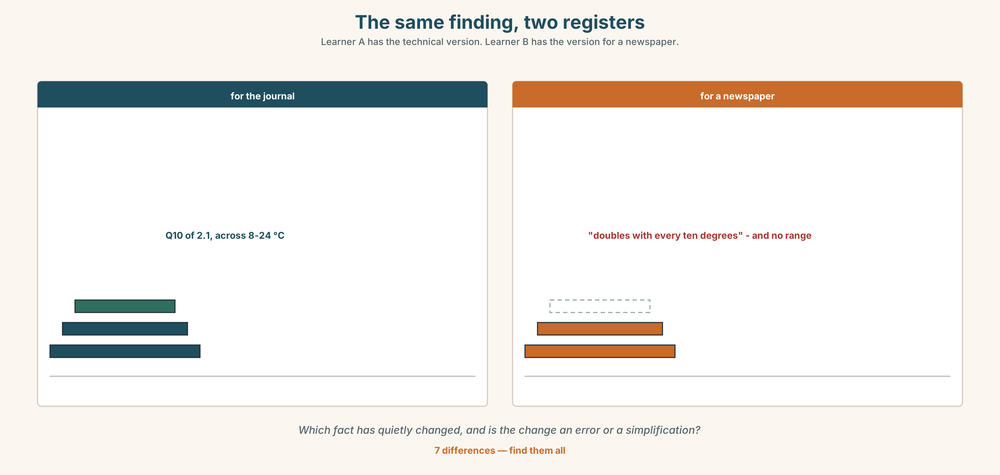 The same finding, two registers
Learner A has the technical version. Learner B has the version for a newspaper.
for the journal
Q10 of 2.1, across 8-24 °C
for a newspaper
"doubles with every ten degrees" - and no range
Which fact has quietly changed, and is the change an error or a simplification?
7 differences — find them all